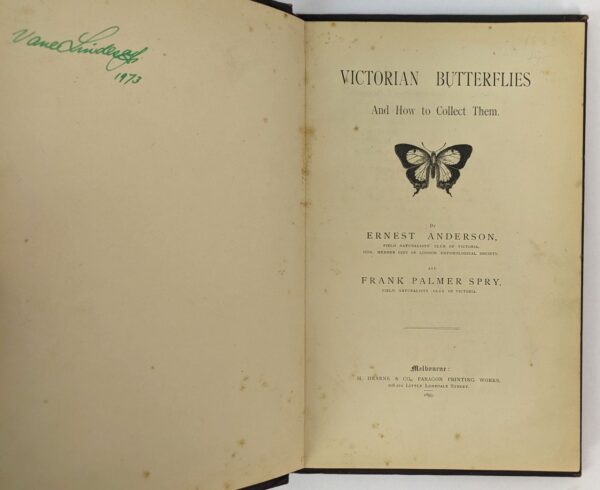 Vane Lindesay
1973
VICTORIAN BUTTERFLIES
And How to Collect Them.
By
ERNEST ANDERSON,
FIELD NATURALISTS' CLUB OF VICTORIA,
HON. MEMBER CITY OF LONDON ENTOMOLOGICAL SOCIETY.
AND
FRANK PALMER SPRY,
FIELD NATURALISTS' CLUB OF VICTORIA.
Melbourne:
H. HEARNE & CO., PARAGON PRINTING WORKS,
LITTLE LONSDALE STREET.
1893.